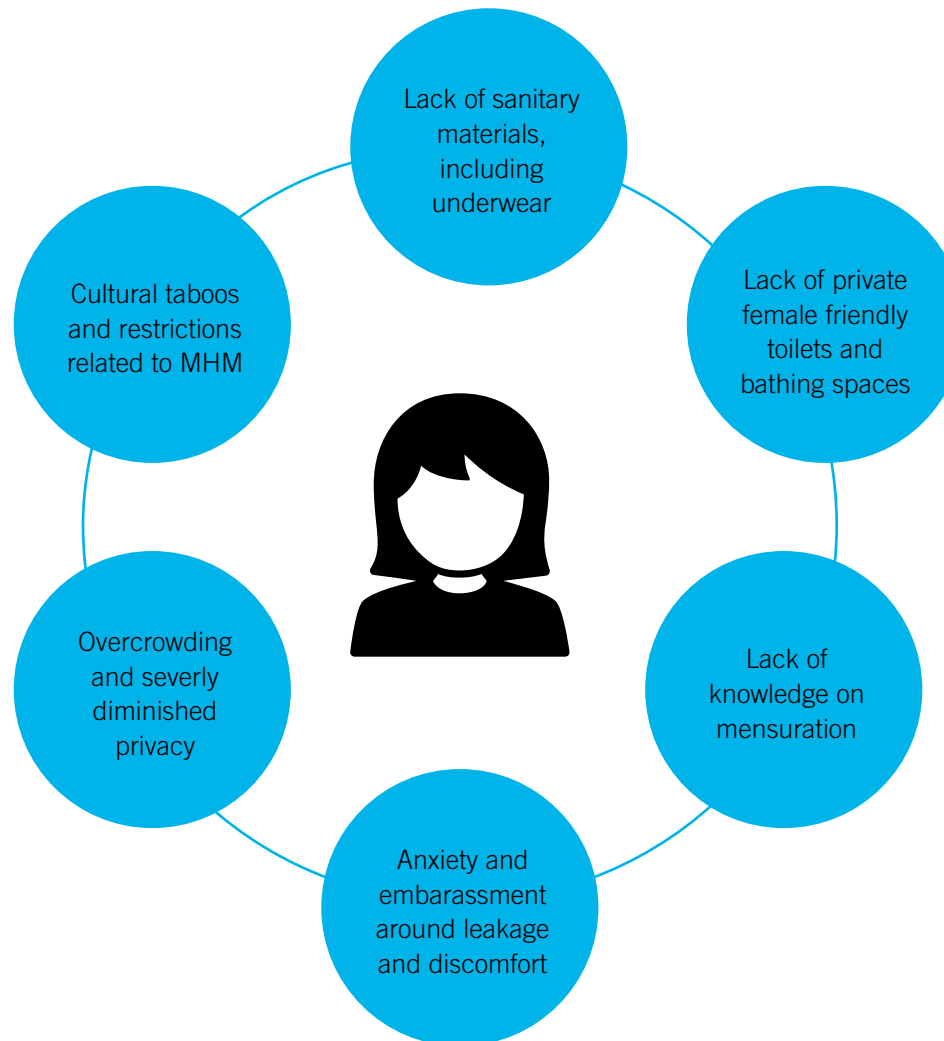 Lack of sanitary
materials,
including
underwear
Lack of private
female friendly
toilets and
bathing spaces
Lack of
knowledge on
mensuration
Anxiety and
embarassment
around leakage
and discomfort
Overcrowding
and severly
diminished
privacy
Cultural taboos
and restrictions
related to MHM